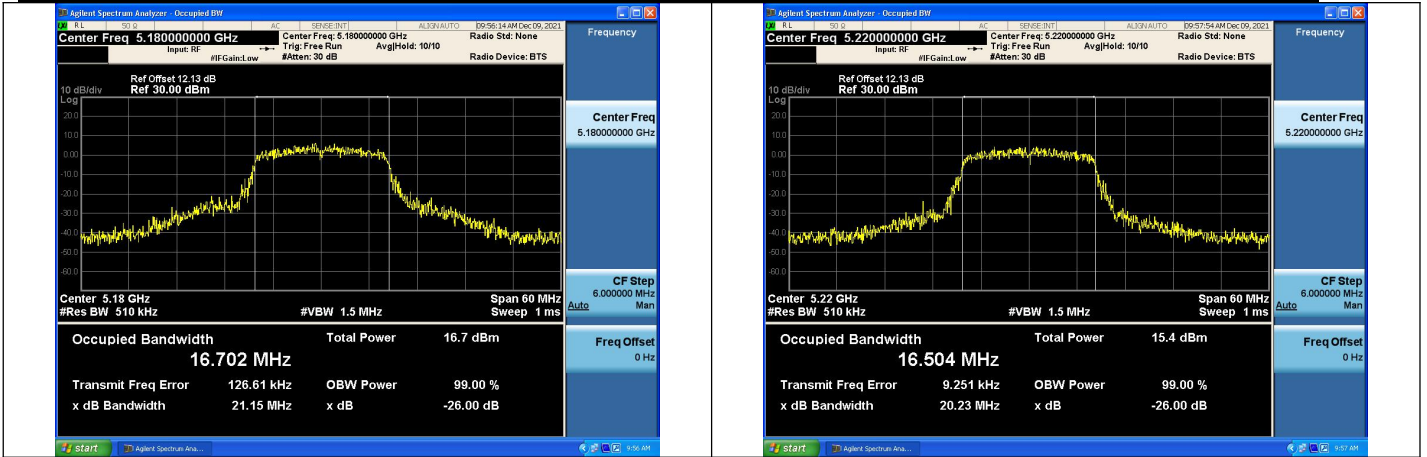 Agilent Spectrum Analyzer - Occupied BW
RL 50 Ω AC SENSE:INT ALIGNAUTO 09:56:14 AM Dec 09, 2021
Center Freq 5.180000000 GHz
Center Freq: 5.180000000 GHz Radio Std: None
Input: RF Trig: Free Run Avg|Hold: 10/10
#IFGain:Low #Atten: 30 dB Radio Device: BTS
Frequency
Ref Offset 12.13 dB
10 dB/div Ref 30.00 dBm
Log
20.0
10.0
0.00
-10.0
-20.0
-30.0
-40.0
-50.0
-60.0
Center Freq
5.180000000 GHz
CF Step
6.000000 MHz
Auto Man
Center 5.18 GHz Span 60 MHz
#Res BW 510 kHz #VBW 1.5 MHz Sweep 1 ms
Occupied Bandwidth Total Power 16.7 dBm
16.702 MHz
Transmit Freq Error 126.61 kHz OBW Power 99.00 %
x dB Bandwidth 21.15 MHz x dB -26.00 dB
Freq Offset
0 Hz
start Agilent Spectrum Ana... 9:56 AM
Agilent Spectrum Analyzer - Occupied BW
RL 50 Ω AC SENSE:INT ALIGNAUTO 09:57:54 AM Dec 09, 2021
Center Freq 5.220000000 GHz
Center Freq: 5.220000000 GHz Radio Std: None
Input: RF Trig: Free Run Avg|Hold: 10/10
#IFGain:Low #Atten: 30 dB Radio Device: BTS
Frequency
Ref Offset 12.13 dB
10 dB/div Ref 30.00 dBm
Log
20.0
10.0
0.00
-10.0
-20.0
-30.0
-40.0
-50.0
-60.0
Center Freq
5.220000000 GHz
CF Step
6.000000 MHz
Auto Man
Center 5.22 GHz Span 60 MHz
#Res BW 510 kHz #VBW 1.5 MHz Sweep 1 ms
Occupied Bandwidth Total Power 15.4 dBm
16.504 MHz
Transmit Freq Error 9.251 kHz OBW Power 99.00 %
x dB Bandwidth 20.23 MHz x dB -26.00 dB
Freq Offset
0 Hz
start Agilent Spectrum Ana... 9:57 AM